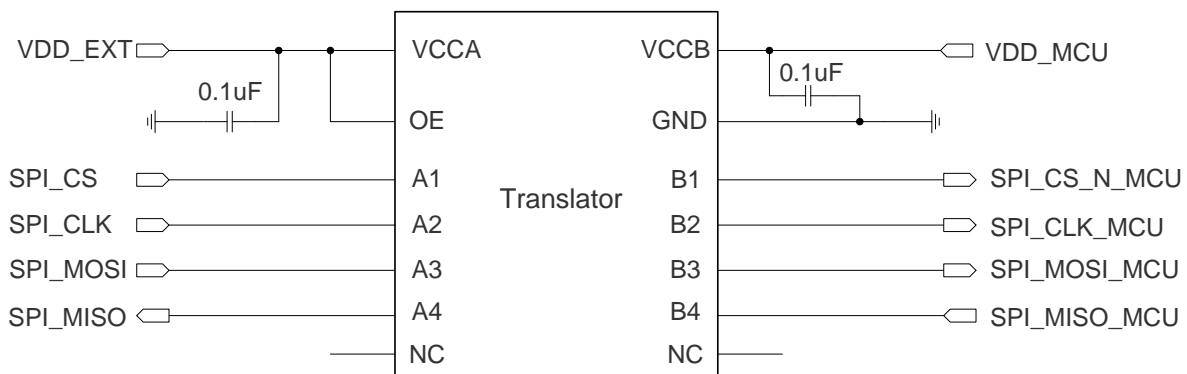 VDD_EXT VCCA VCCB VDD_MCU
0.1uF 0.1uF
OE GND
SPI_CS A1 B1 SPI_CS_N_MCU
Translator
SPI_CLK A2 B2 SPI_CLK_MCU
SPI_MOSI A3 B3 SPI_MOSI_MCU
SPI_MISO A4 B4 SPI_MISO_MCU
NC NC